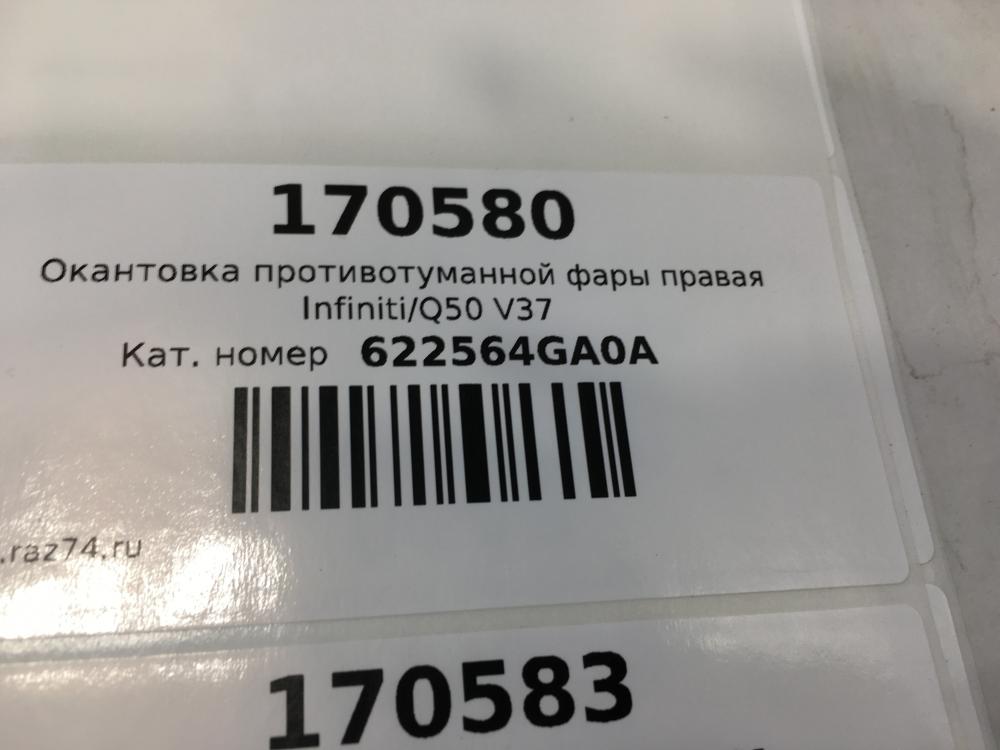 170580
Окантовка противотуманной фары правая
Infiniti/Q50 V37
Кат. номер 622564GA0A
.raz74.ru
170583